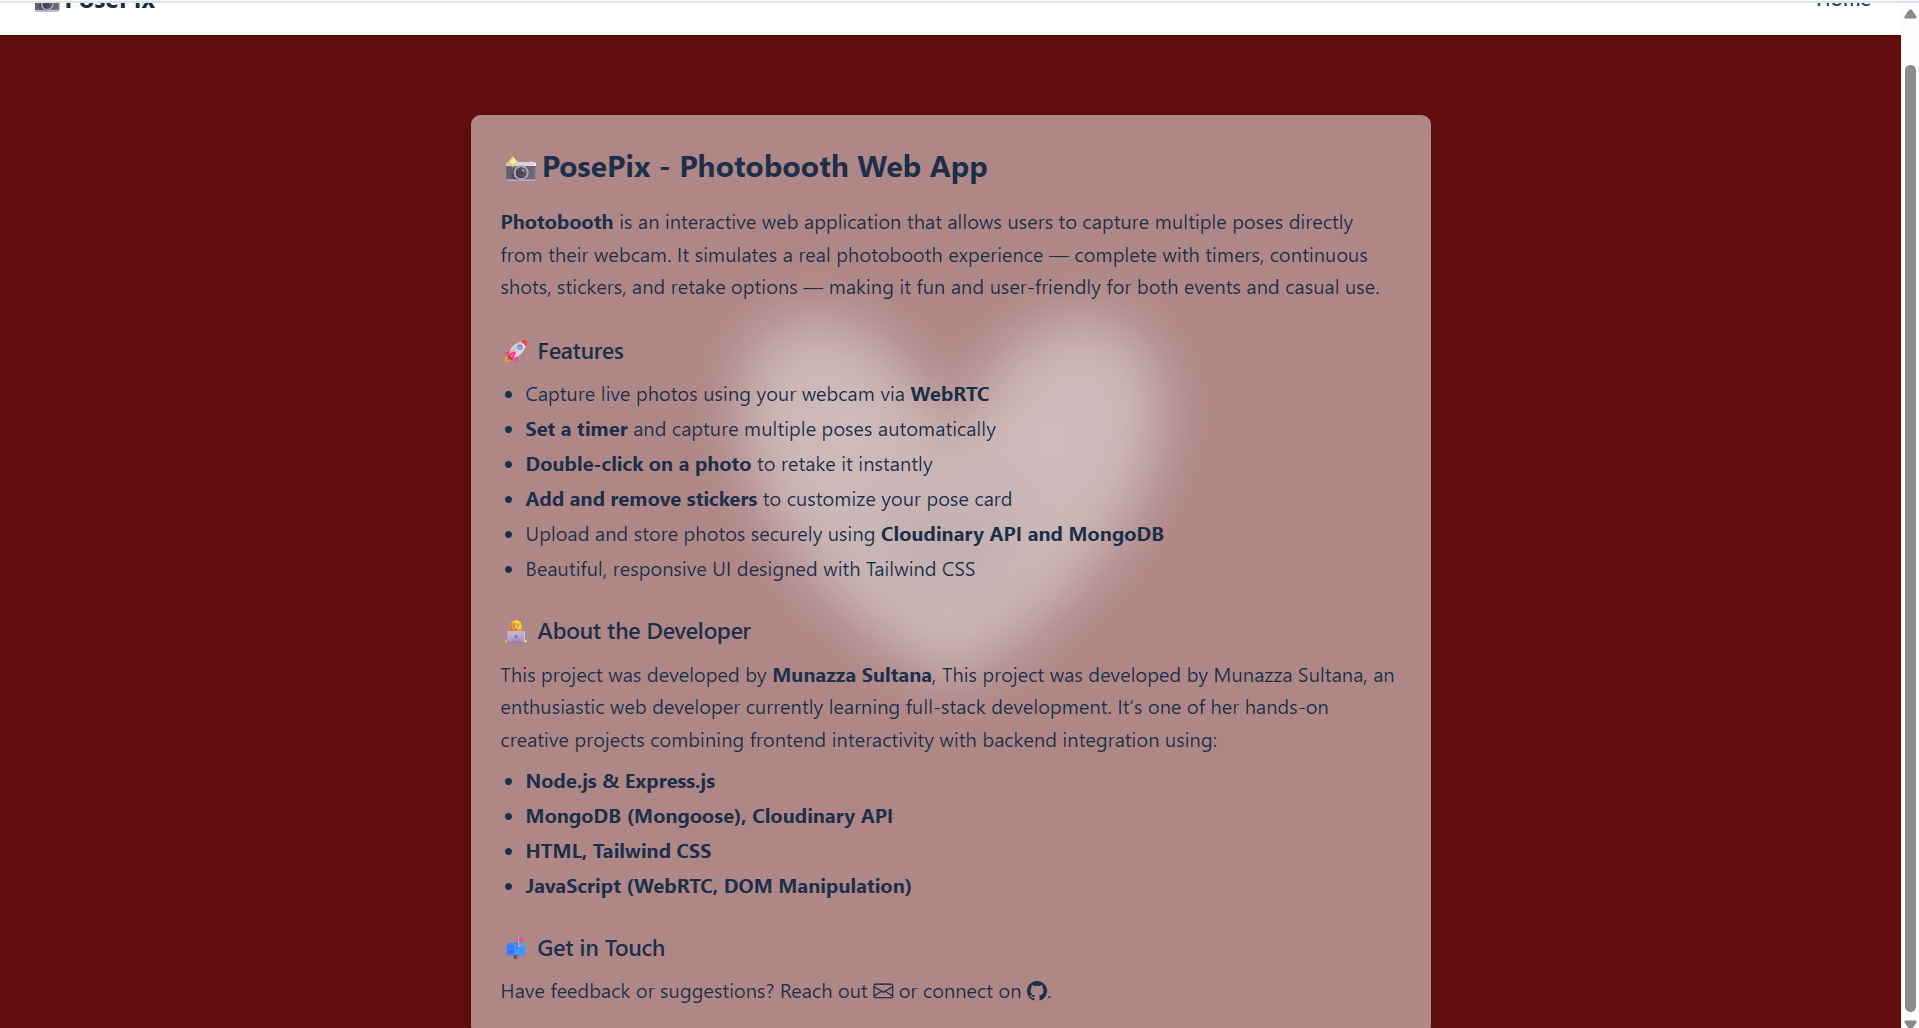 PosePix
Home
PosePix - Photobooth Web App
Photobooth is an interactive web application that allows users to capture multiple poses directly
from their webcam. It simulates a real photobooth experience — complete with timers, continuous
shots, stickers, and retake options — making it fun and user-friendly for both events and casual use.
Features
Capture live photos using your webcam via WebRTC
Set a timer and capture multiple poses automatically
Double-click on a photo to retake it instantly
Add and remove stickers to customize your pose card
Upload and store photos securely using Cloudinary API and MongoDB
Beautiful, responsive UI designed with Tailwind CSS
About the Developer
This project was developed by Munazza Sultana, This project was developed by Munazza Sultana, an
enthusiastic web developer currently learning full-stack development. It’s one of her hands-on
creative projects combining frontend interactivity with backend integration using:
Node.js & Express.js
MongoDB (Mongoose), Cloudinary API
HTML, Tailwind CSS
JavaScript (WebRTC, DOM Manipulation)
Get in Touch
Have feedback or suggestions? Reach out or connect on .